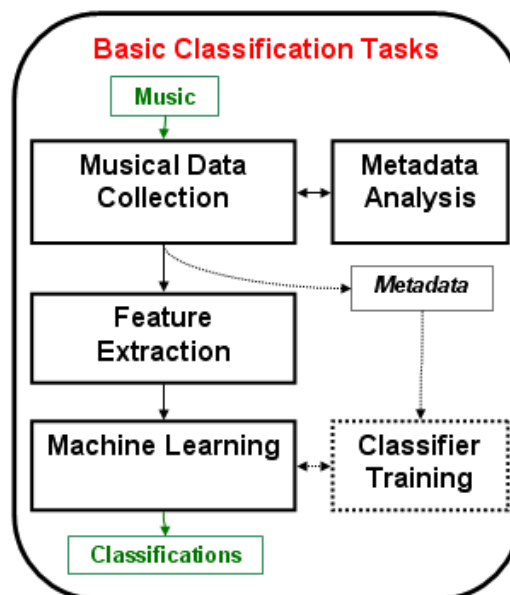 Basic Classification Tasks
Music
Musical Data
Collection
Metadata
Analysis
Metadata
Feature
Extraction
Machine Learning
Classifier
Training
Classifications